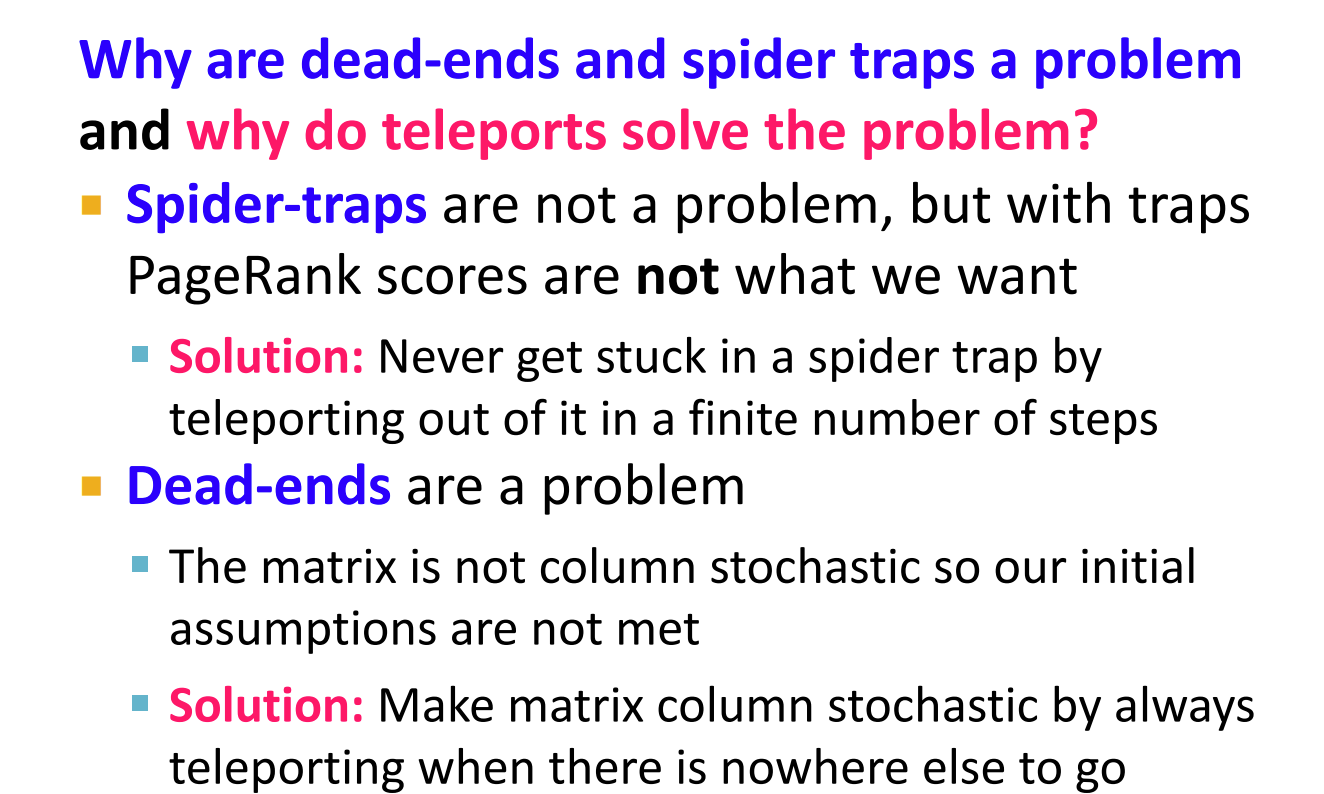 Why are dead-ends and spider traps a problem
and why do teleports solve the problem?
Spider-traps are not a problem, but with traps
PageRank scores are not what we want
Solution: Never get stuck in a spider trap by
teleporting out of it in a finite number of steps
Dead-ends are a problem
The matrix is not column stochastic so our initial
assumptions are not met
Solution: Make matrix column stochastic by always
teleporting when there is nowhere else to go